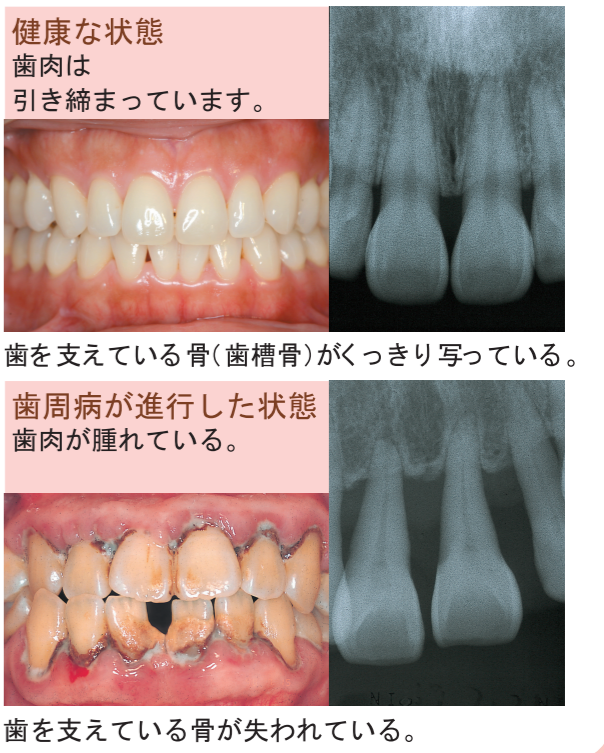 健康な状態
歯肉は
引き締まっています。
歯を支えている骨(歯槽骨)がくっきり写っている。
歯周病が進行した状態
歯肉が腫れている。
歯を支えている骨が失われている。